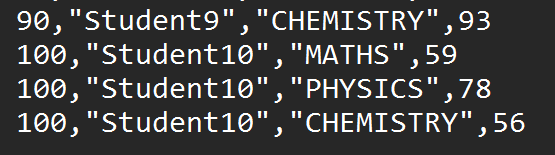 90,"Student9","CHEMISTRY",93
100,"Student10","MATHS",59
100,"Student10","PHYSICS",78
100,"Student10","CHEMISTRY",56